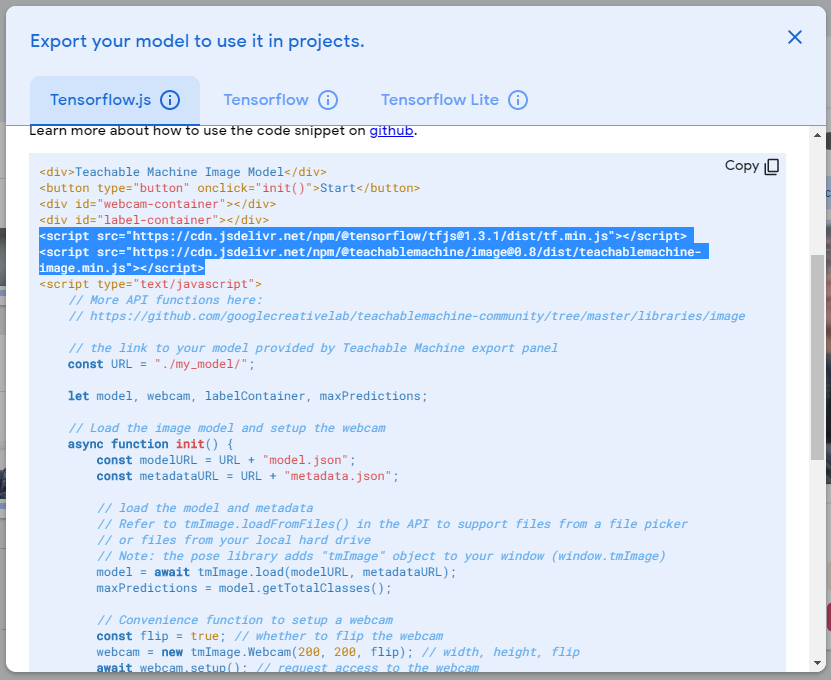 Export your model to use it in projects.
Tensorflow.js
Tensorflow
Tensorflow Lite
Learn more about how to use the code snippet on github.
Copy
<div>Teachable Machine Image Model</div>
<button type="button" onclick="init()">Start</button>
<div id="webcam-container"></div>
<div id="label-container"></div>
<script src="https://cdn.jsdelivr.net/npm/@tensorflow/tfjs@1.3.1/dist/tf.min.js"></script>
<script src="https://cdn.jsdelivr.net/npm/@teachablemachine/image@0.8/dist/teachablemachine-
image.min.js"></script>
<script type="text/javascript">
// More API functions here:
// https://github.com/googlecreativelab/teachablemachine-community/tree/master/libraries/image
// the link to your model provided by Teachable Machine export panel
const URL = "./my_model/";
let model, webcam, labelContainer, maxPredictions;
// Load the image model and setup the webcam
async function init() {
const modelURL = URL + "model.json";
const metadataURL = URL + "metadata.json";
// load the model and metadata
// Refer to tmImage.loadFromFiles() in the API to support files from a file picker
// or files from your local hard drive
// Note: the pose library adds "tmImage" object to your window (window.tmImage)
model = await tmImage.load(modelURL, metadataURL);
maxPredictions = model.getTotalClasses();
// Convenience function to setup a webcam
const flip = true; // whether to flip the webcam
webcam = new tmImage.Webcam(200, 200, flip); // width, height, flip
await webcam.setup(); // request access to the webcam